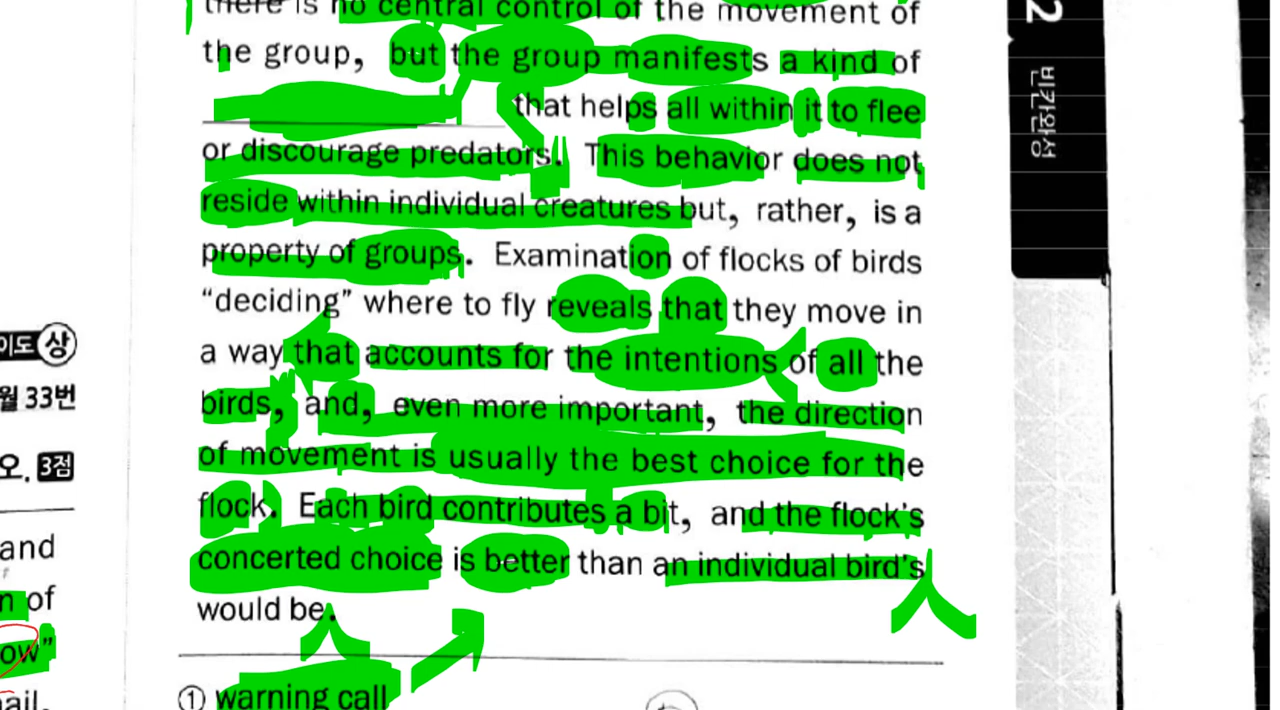 there is no central control of the movement of
the group, but the group manifests a kind of
that helps all within it to flee
or discourage predators. This behavior does not
reside within individual creatures but, rather, is a
property of groups. Examination of flocks of birds
“deciding” where to fly reveals that they move in
a way that accounts for the intentions of all the
birds, and, even more important, the direction
of movement is usually the best choice for the
flock. Each bird contributes a bit, and the flock’s
concerted choice is better than an individual bird’s
would be.
① warning call
이도 상
월 33번
오. 3점
and
of
ow”
2
빈칸완성